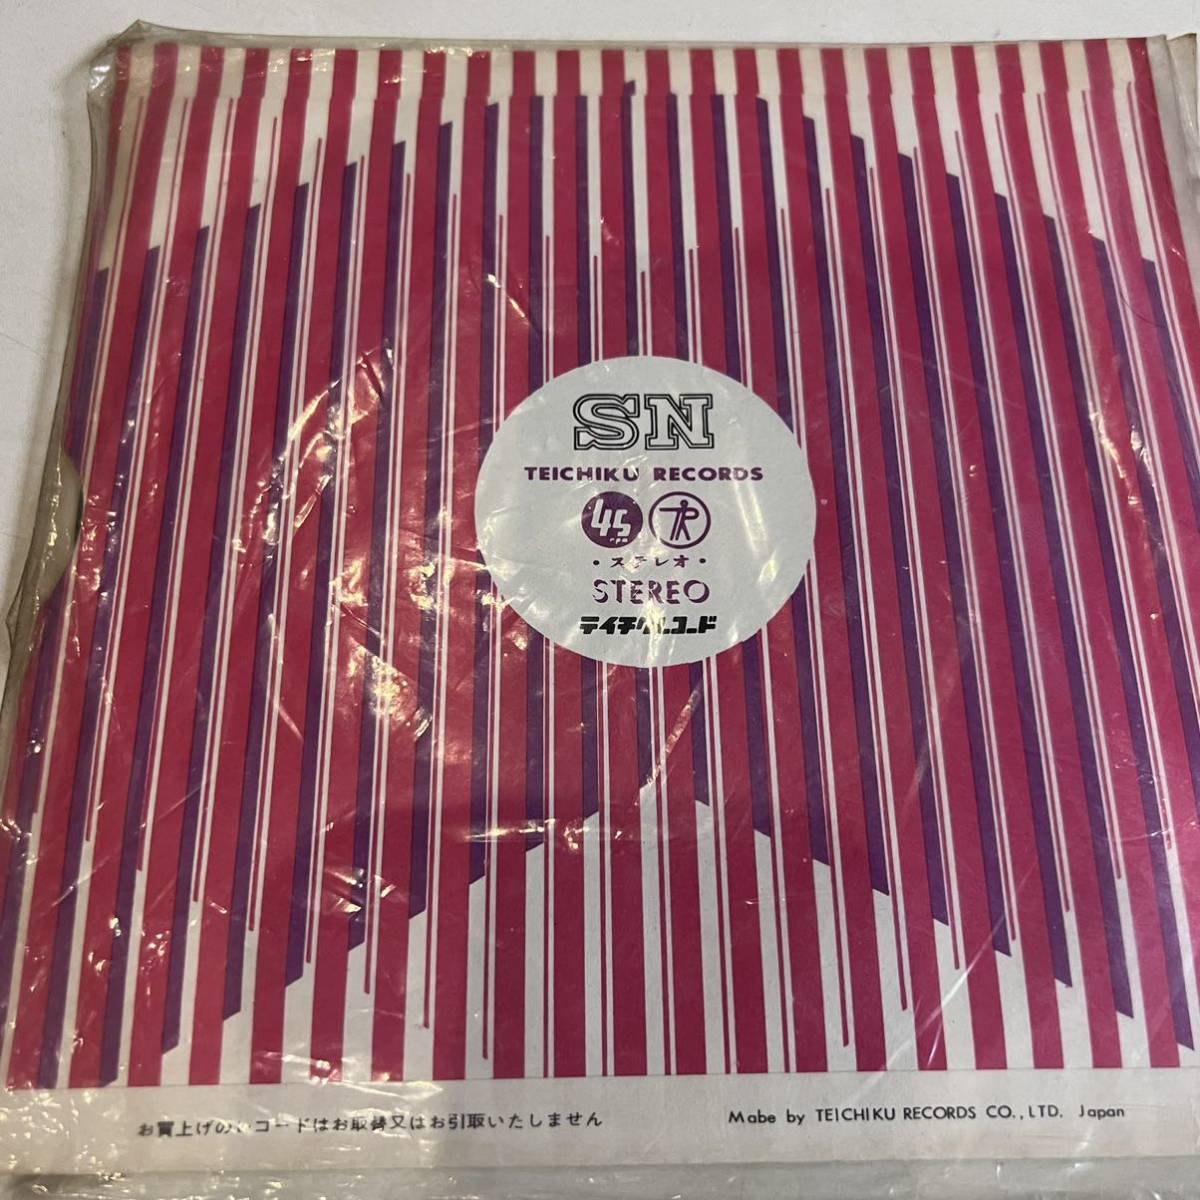 SN
TEICHIKU RECORDS
45 rpm TR
・ステレオ・
STEREO
テイチクレコード
お買上げのレコードはお取替又はお引取いたしません
Mabe by TEICHIKU RECORDS CO.,LTD. Japan